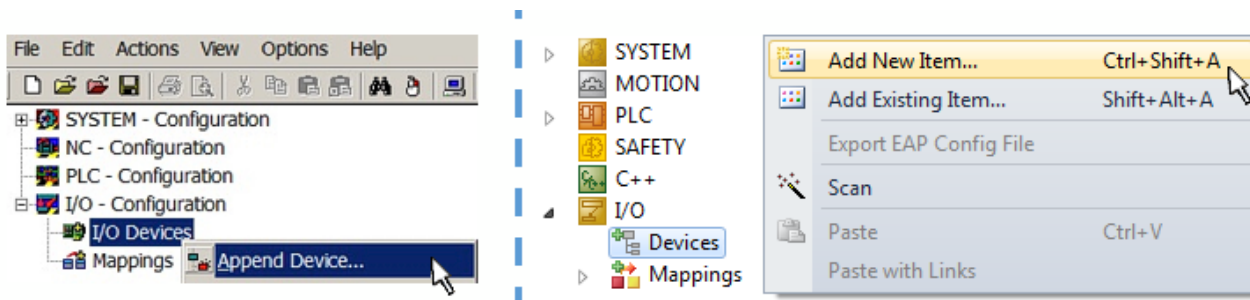 File Edit Actions View Options Help
SYSTEM - Configuration
NC - Configuration
PLC - Configuration
I/O - Configuration
I/O Devices
Mappings
Append Device...
SYSTEM
MOTION
PLC
SAFETY
C++
I/O
Devices
Mappings
Add New Item... Ctrl+Shift+A
Add Existing Item... Shift+Alt+A
Export EAP Config File
Scan
Paste Ctrl+V
Paste with Links